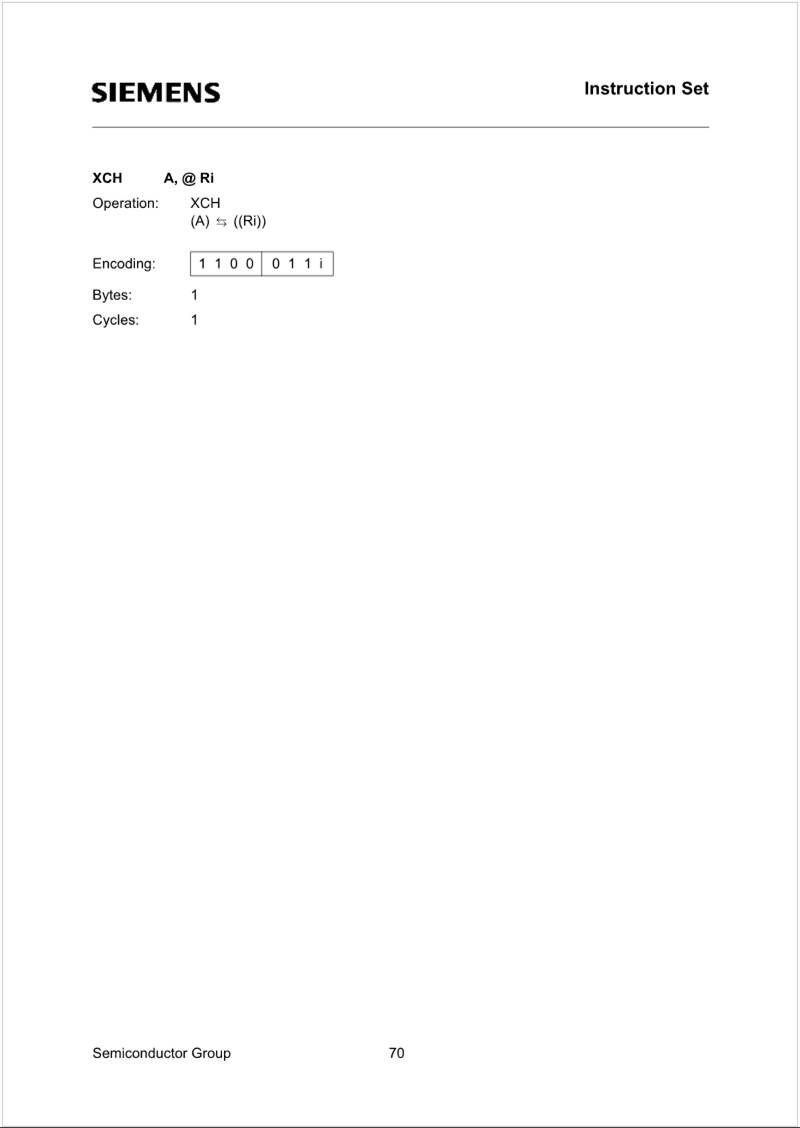 SIEMENS
Instruction Set
XCH A, @ Ri
Operation: XCH
(A) ⇆ ((Ri))
Encoding: 1 1 0 0 0 1 1 i
Bytes: 1
Cycles: 1
Semiconductor Group 70